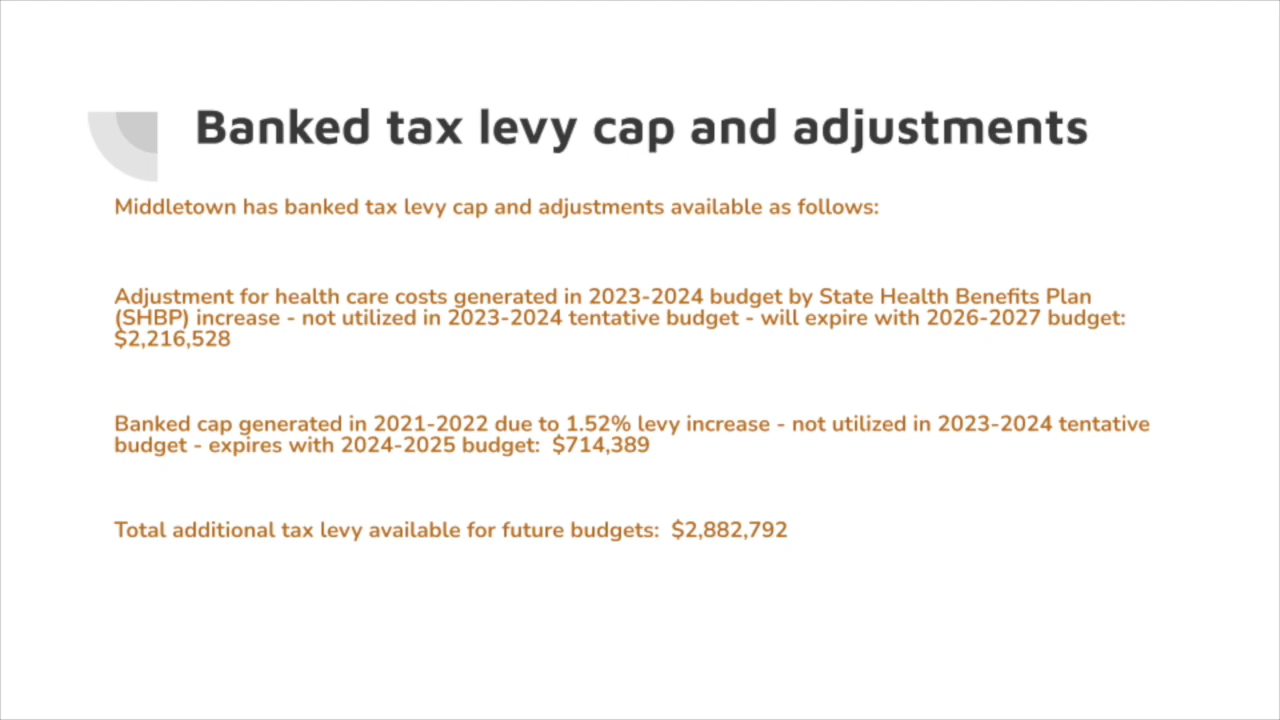 Banked tax levy cap and adjustments
Middletown has banked tax levy cap and adjustments available as follows:
Adjustment for health care costs generated in 2023-2024 budget by State Health Benefits Plan
(SHBP) increase - not utilized in 2023-2024 tentative budget - will expire with 2026-2027 budget:
$2,216,528
Banked cap generated in 2021-2022 due to 1.52% levy increase - not utilized in 2023-2024 tentative
budget - expires with 2024-2025 budget:  $714,389
Total additional tax levy available for future budgets:  $2,882,792